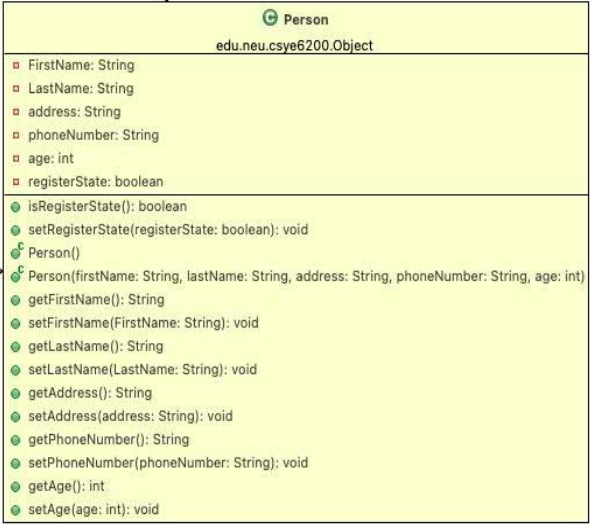 Person
edu.neu.csye6200.Object
FirstName: String
LastName: String
address: String
phoneNumber: String
age: int
registerState: boolean
isRegisterState(): boolean
setRegisterState(registerState: boolean): void
Person()
Person(firstName: String, lastName: String, address: String, phoneNumber: String, age: int)
getFirstName(): String
setFirstName(FirstName: String): void
getLastName(): String
setLastName(LastName: String): void
getAddress(): String
setAddress(address: String): void
getPhoneNumber(): String
setPhoneNumber(phoneNumber: String): void
getAge(): int
setAge(age: int): void